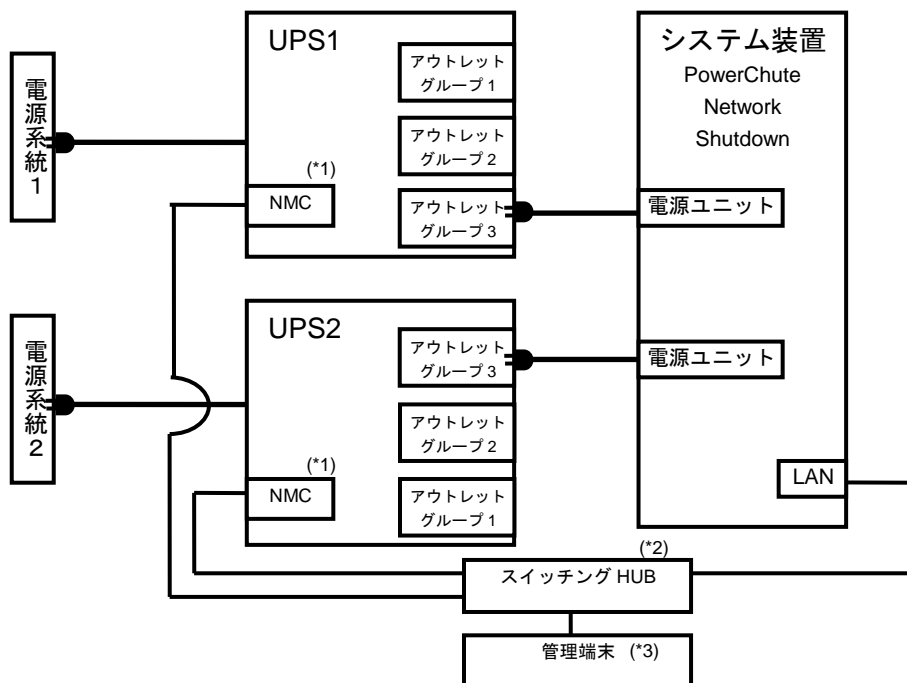 電源系統1
UPS1
アウトレット
グループ1
アウトレット
グループ2
アウトレット
グループ3
(*1)
NMC
システム装置
PowerChute
Network
Shutdown
電源ユニット
電源系統2
UPS2
アウトレット
グループ3
アウトレット
グループ2
アウトレット
グループ1
(*1)
NMC
電源ユニット
LAN
(*2)
スイッチング HUB
管理端末 (*3)